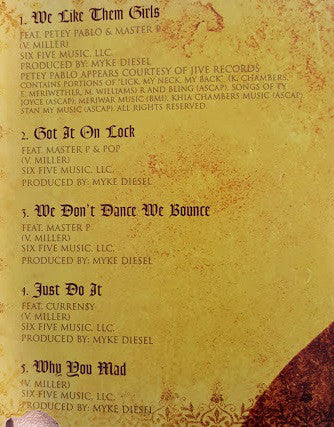 1. We Like Them Girls
FEAT. PETEY PABLO & MASTER P
(V. MILLER)
SIX FIVE MUSIC, LLC.
PRODUCED BY: MYKE DIESEL
PETEY PABLO APPEARS COURTESY OF JIVE RECORDS
CONTAINS PORTIONS OF "LICK, MY NECK, MY BACK", (K. CHAMBERS,
E. MERIWETHER, M. WILLIAMS) R.AND BLING (ASCAP), SONGS OF TY
JOYCE (ASCAP), MERIWAR MUSIC (BMI), KHIA CHAMBERS MUSIC (ASCAP),
STAN MY MUSIC (ASCAP). ALL RIGHTS RESERVED.
2. Got It On Lock
FEAT. MASTER P & POP
(V. MILLER)
SIX FIVE MUSIC, LLC.
PRODUCED BY: MYKE DIESEL
3. We Don't Dance We Bounce
FEAT. MASTER P
(V. MILLER)
SIX FIVE MUSIC, LLC.
PRODUCED BY: MYKE DIESEL
4. Just Do It
FEAT. CURREN$Y
(V. MILLER)
SIX FIVE MUSIC, LLC.
PRODUCED BY: MYKE DIESEL
5. Why You Mad
(V. MILLER)
SIX FIVE MUSIC, LLC.
PRODUCED BY: MYKE DIESEL